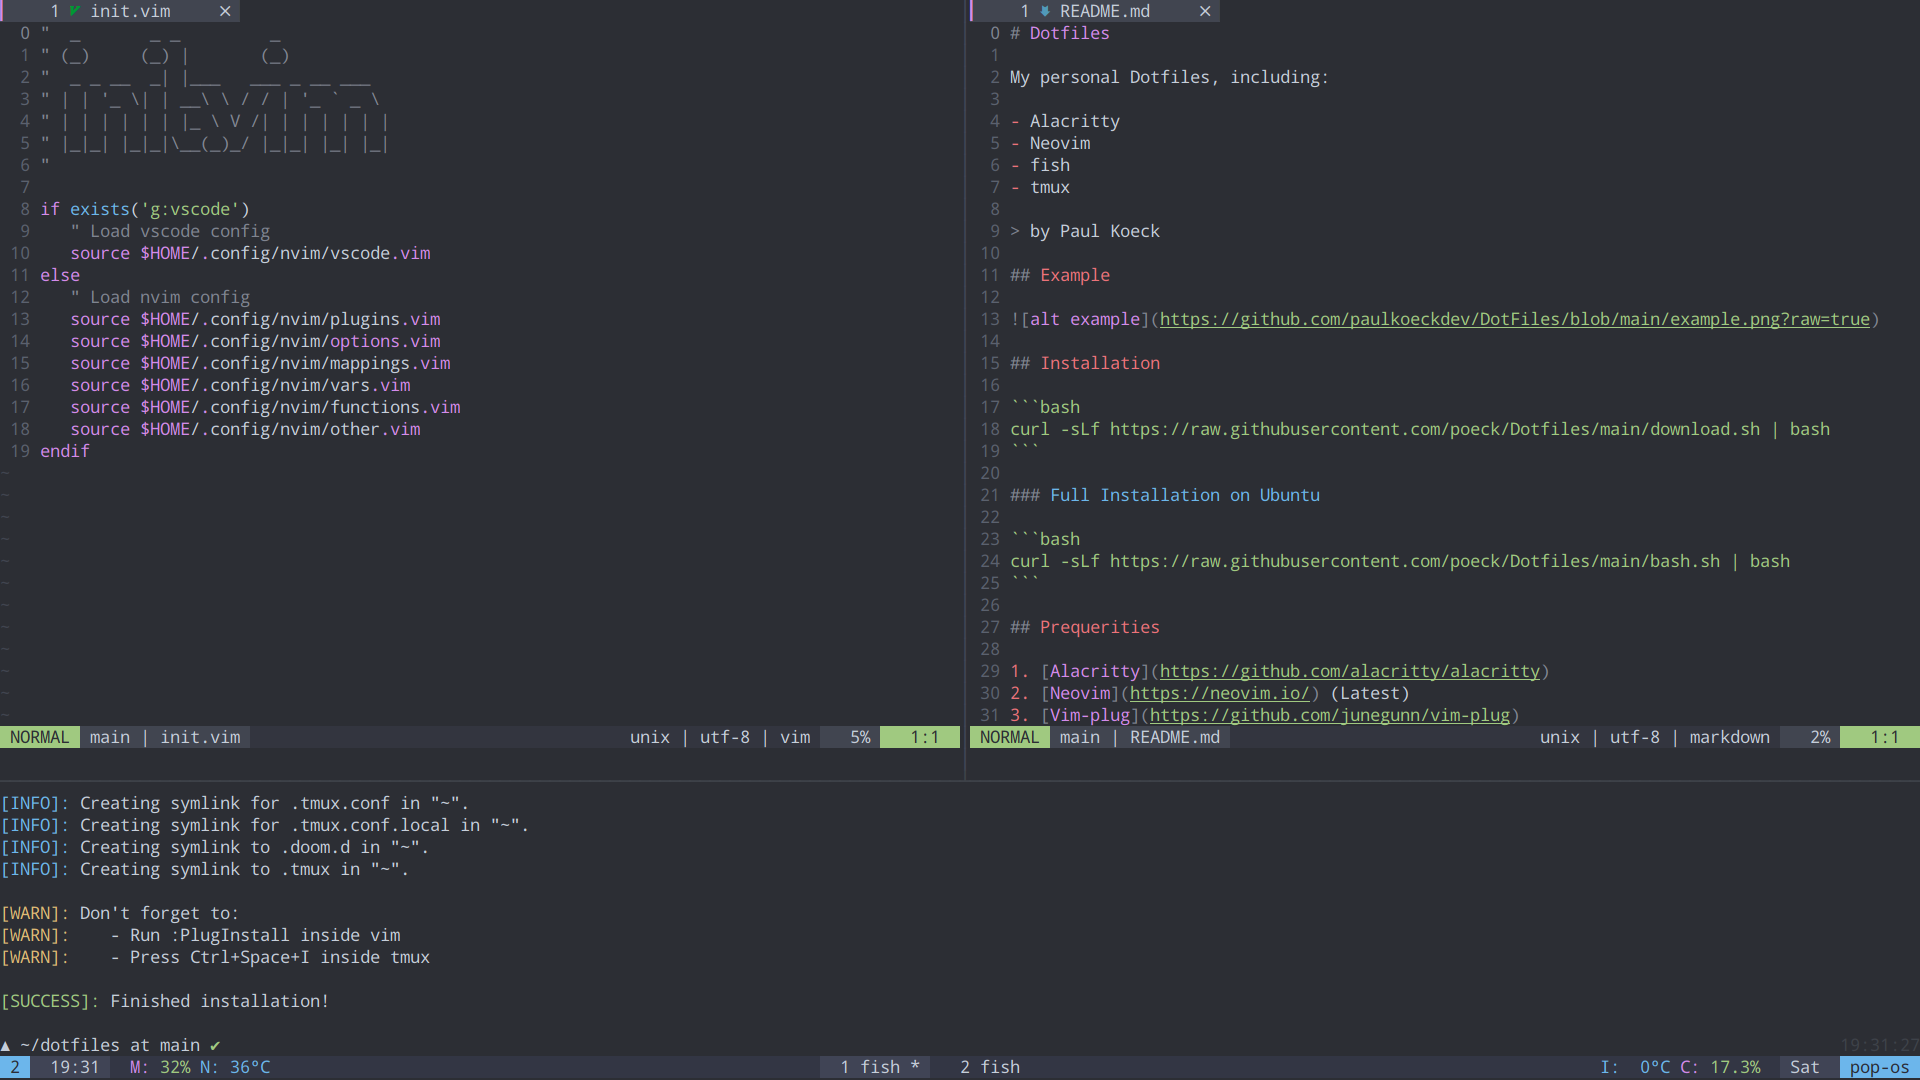 1 init.vim ✕
0 "  _       _ _         _
1 " (_)     (_) |       (_)
2 "  _ _ __  _| |___   ___ _ __ ___
3 " | | '_ \| | __\ \ / / | '_ ` _ \
4 " | | | | | | |_ \ V /| | | | | | |
5 " |_|_| |_|_|\__(_)_/ |_|_| |_| |_|
6 "
7
8 if exists('g:vscode')
9    " Load vscode config
10    source $HOME/.config/nvim/vscode.vim
11 else
12    " Load nvim config
13    source $HOME/.config/nvim/plugins.vim
14    source $HOME/.config/nvim/options.vim
15    source $HOME/.config/nvim/mappings.vim
16    source $HOME/.config/nvim/vars.vim
17    source $HOME/.config/nvim/functions.vim
18    source $HOME/.config/nvim/other.vim
19 endif
~
~
~
~
~
~
~
~
~
~
~
~
NORMAL main | init.vim unix | utf-8 | vim 5% 1:1
1 README.md ✕
0 # Dotfiles
1
2 My personal Dotfiles, including:
3
4 - Alacritty
5 - Neovim
6 - fish
7 - tmux
8
9 > by Paul Koeck
10
11 ## Example
12
13 ![alt example](https://github.com/paulkoeckdev/DotFiles/blob/main/example.png?raw=true)
14
15 ## Installation
16
17 ```bash
18 curl -sLf https://raw.githubusercontent.com/poeck/Dotfiles/main/download.sh | bash
19 ```
20
21 ### Full Installation on Ubuntu
22
23 ```bash
24 curl -sLf https://raw.githubusercontent.com/poeck/Dotfiles/main/bash.sh | bash
25 ```
26
27 ## Prequerities
28
29 1. [Alacritty](https://github.com/alacritty/alacritty)
30 2. [Neovim](https://neovim.io/) (Latest)
31 3. [Vim-plug](https://github.com/junegunn/vim-plug)
NORMAL main | README.md unix | utf-8 | markdown 2% 1:1
[INFO]: Creating symlink for .tmux.conf in "~".
[INFO]: Creating symlink for .tmux.conf.local in "~".
[INFO]: Creating symlink to .doom.d in "~".
[INFO]: Creating symlink to .tmux in "~".
[WARN]: Don't forget to:
[WARN]:    - Run :PlugInstall inside vim
[WARN]:    - Press Ctrl+Space+I inside tmux
[SUCCESS]: Finished installation!
▲ ~/dotfiles at main ✔ 19:31:27
2 19:31 M: 32% N: 36°C 1 fish * 2 fish I: 0°C C: 17.3% Sat pop-os